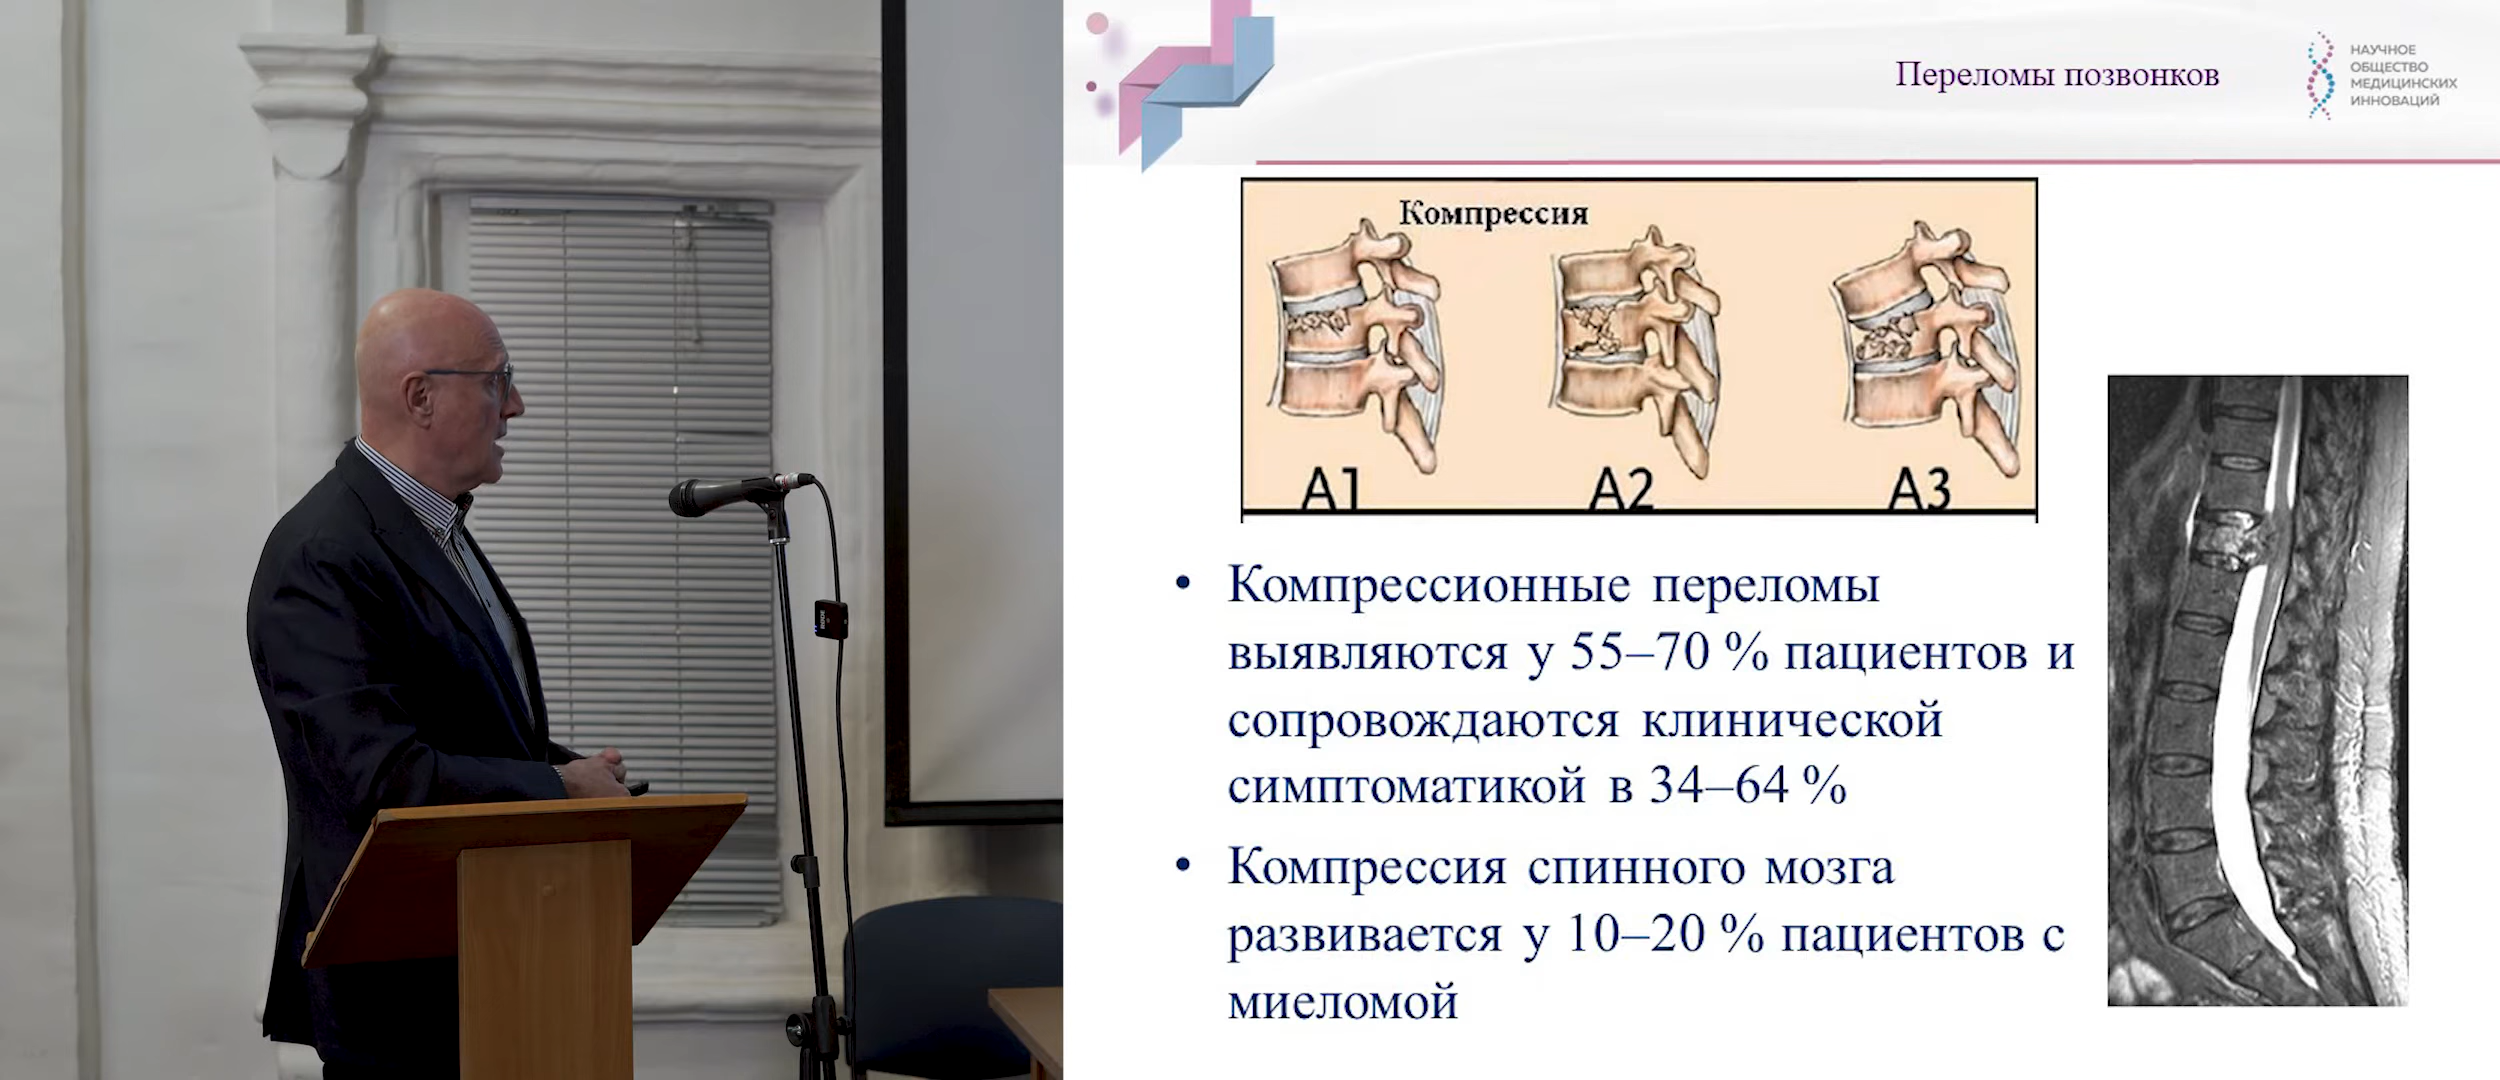 Переломы позвонков
НАУЧНОЕ
ОБЩЕСТВО
МЕДИЦИНСКИХ
ИННОВАЦИЙ
Компрессия
A1 A2 A3
• Компрессионные переломы
выявляются у 55–70 % пациентов и
сопровождаются клинической
симптоматикой в 34–64 %
• Компрессия спинного мозга
развивается у 10–20 % пациентов с
миеломой
RODE